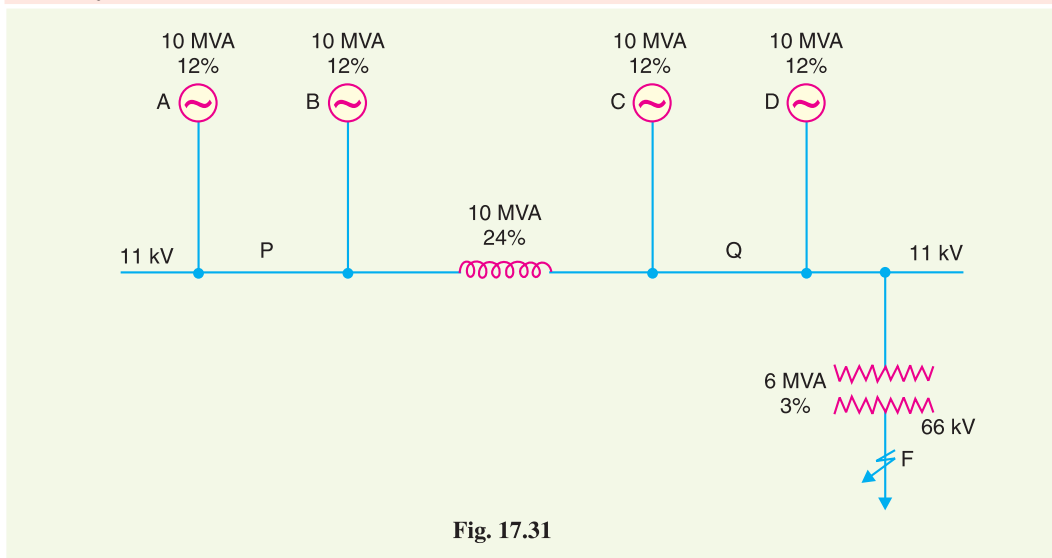 10 MVA 10 MVA 10 MVA 10 MVA
12% 12% 12% 12%
A B C D
10 MVA
24%
11 kV P Q 11 kV
6 MVA
3%
66 kV
F
Fig. 17.31